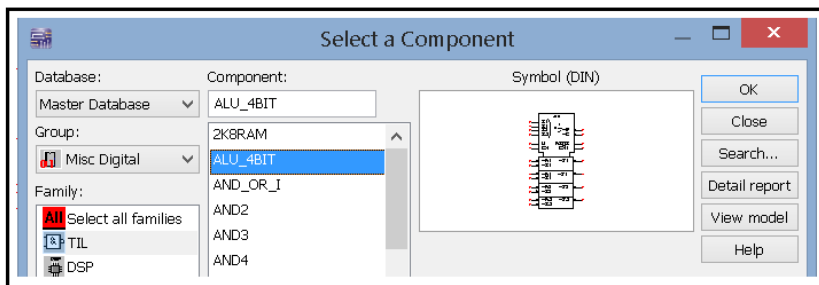 Select a Component
Database:
Master Database
Group:
Misc Digital
Family:
All Select all families
TIL
DSP
Component:
ALU_4BIT
2K8RAM
ALU_4BIT
AND_OR_I
AND2
AND3
AND4
Symbol (DIN)
OK
Close
Search...
Detail report
View model
Help